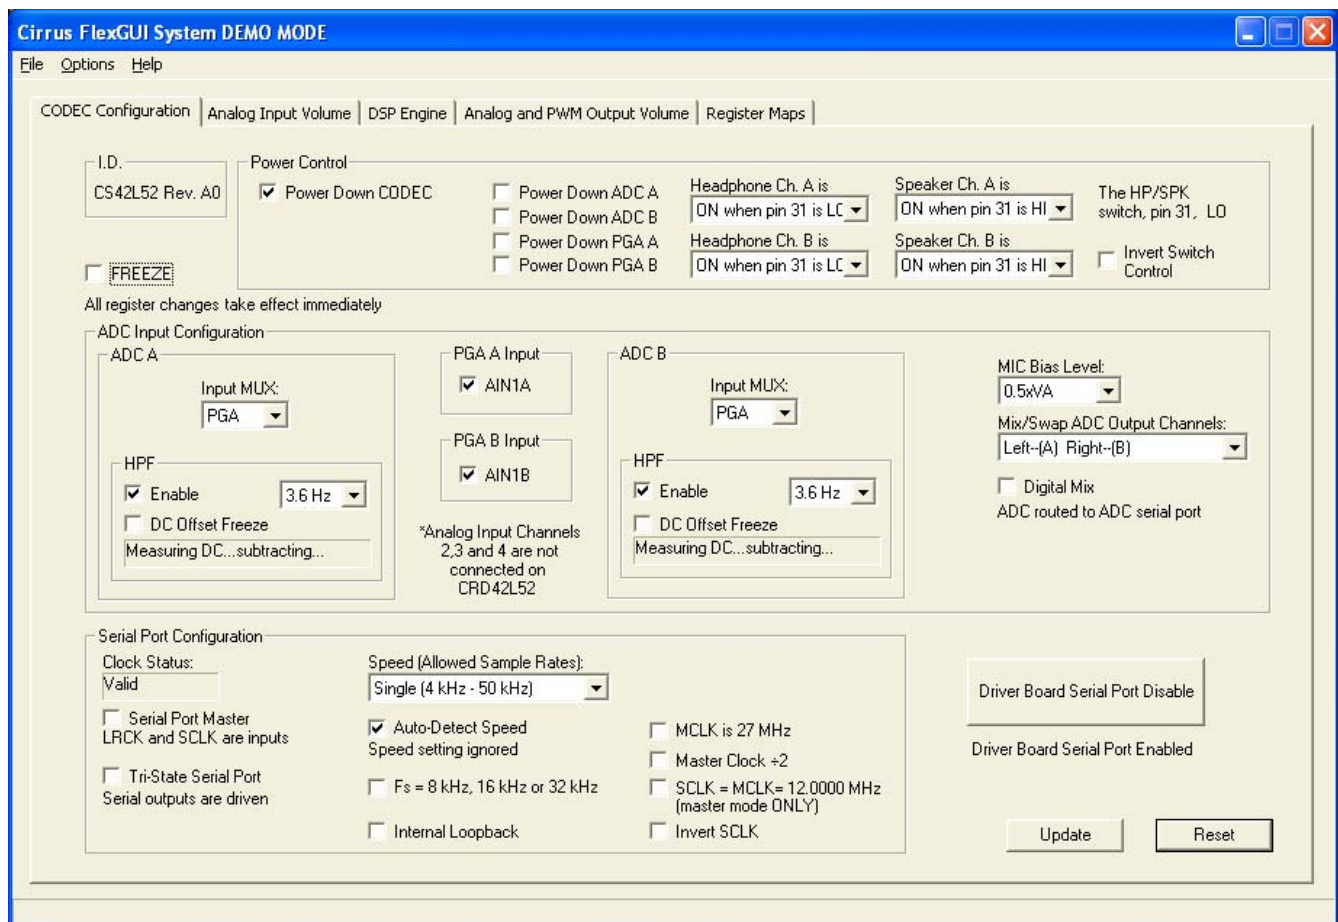 Cirrus FlexGUI System DEMO MODE
File Options Help
CODEC Configuration
Analog Input Volume
DSP Engine
Analog and PWM Output Volume
Register Maps
I.D.
CS42L52 Rev. A0
FREEZE
All register changes take effect immediately
Power Control
Power Down CODEC
Power Down ADC A
Power Down ADC B
Power Down PGA A
Power Down PGA B
Headphone Ch. A is
ON when pin 31 is LO
Headphone Ch. B is
ON when pin 31 is LO
Speaker Ch. A is
ON when pin 31 is HI
Speaker Ch. B is
ON when pin 31 is HI
The HP/SPK
switch, pin 31, LO
Invert Switch
Control
ADC Input Configuration
ADC A
Input MUX:
PGA
HPF
Enable
3.6 Hz
DC Offset Freeze
Measuring DC...subtracting...
PGA A Input
AIN1A
PGA B Input
AIN1B
*Analog Input Channels
2,3 and 4 are not
connected on
CRD42L52
ADC B
Input MUX:
PGA
HPF
Enable
3.6 Hz
DC Offset Freeze
Measuring DC...subtracting...
MIC Bias Level:
0.5xVA
Mix/Swap ADC Output Channels:
Left--(A) Right--(B)
Digital Mix
ADC routed to ADC serial port
Serial Port Configuration
Clock Status:
Valid
Serial Port Master
LRCK and SCLK are inputs
Tri-State Serial Port
Serial outputs are driven
Speed (Allowed Sample Rates):
Single (4 kHz - 50 kHz)
Auto-Detect Speed
Speed setting ignored
Fs = 8 kHz, 16 kHz or 32 kHz
Internal Loopback
MCLK is 27 MHz
Master Clock ÷2
SCLK = MCLK= 12.0000 MHz
(master mode ONLY)
Invert SCLK
Driver Board Serial Port Disable
Driver Board Serial Port Enabled
Update
Reset